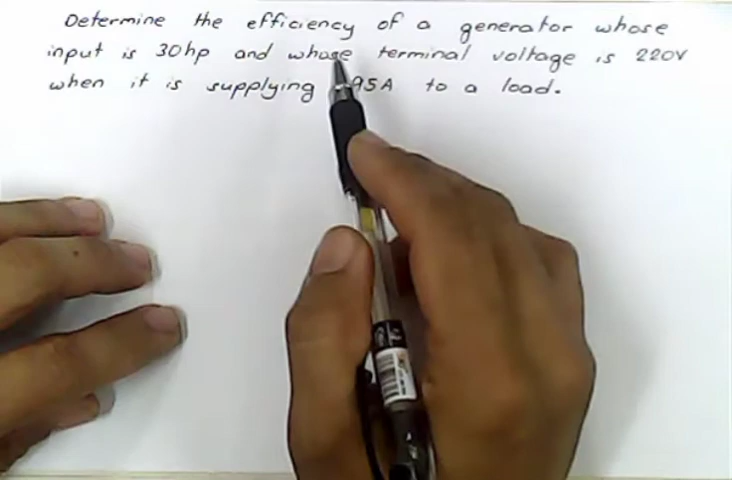 Determine the efficiency of a generator whose
input is 30hp and whose terminal voltage is 220V
when it is supplying 95A to a load.